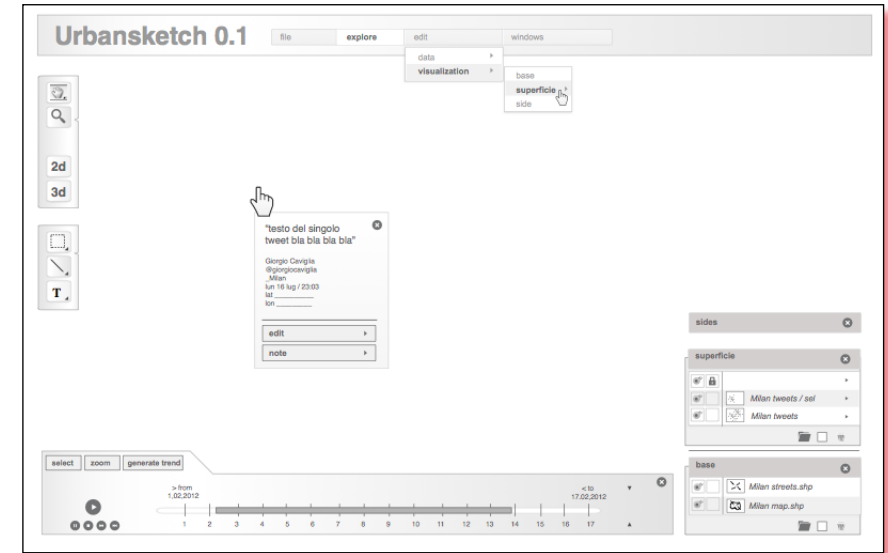 Urbansketch 0.1
file explore edit windows
data
visualization
base
superficie
side
2d
3d
T
"testo del singolo
tweet bla bla bla bla"
Giorgio Caviglia
@giorgiocaviglia
_Milan
lun 16 lug / 23:03
lat __________
lon __________
edit
note
sides
superficie
Milan tweets / sel
Milan tweets
base
Milan streets.shp
Milan map.shp
select zoom generate trend
> from
1,02,2012
< to
17.02,2012
1 2 3 4 5 6 7 8 9 10 11 12 13 14 15 16 17